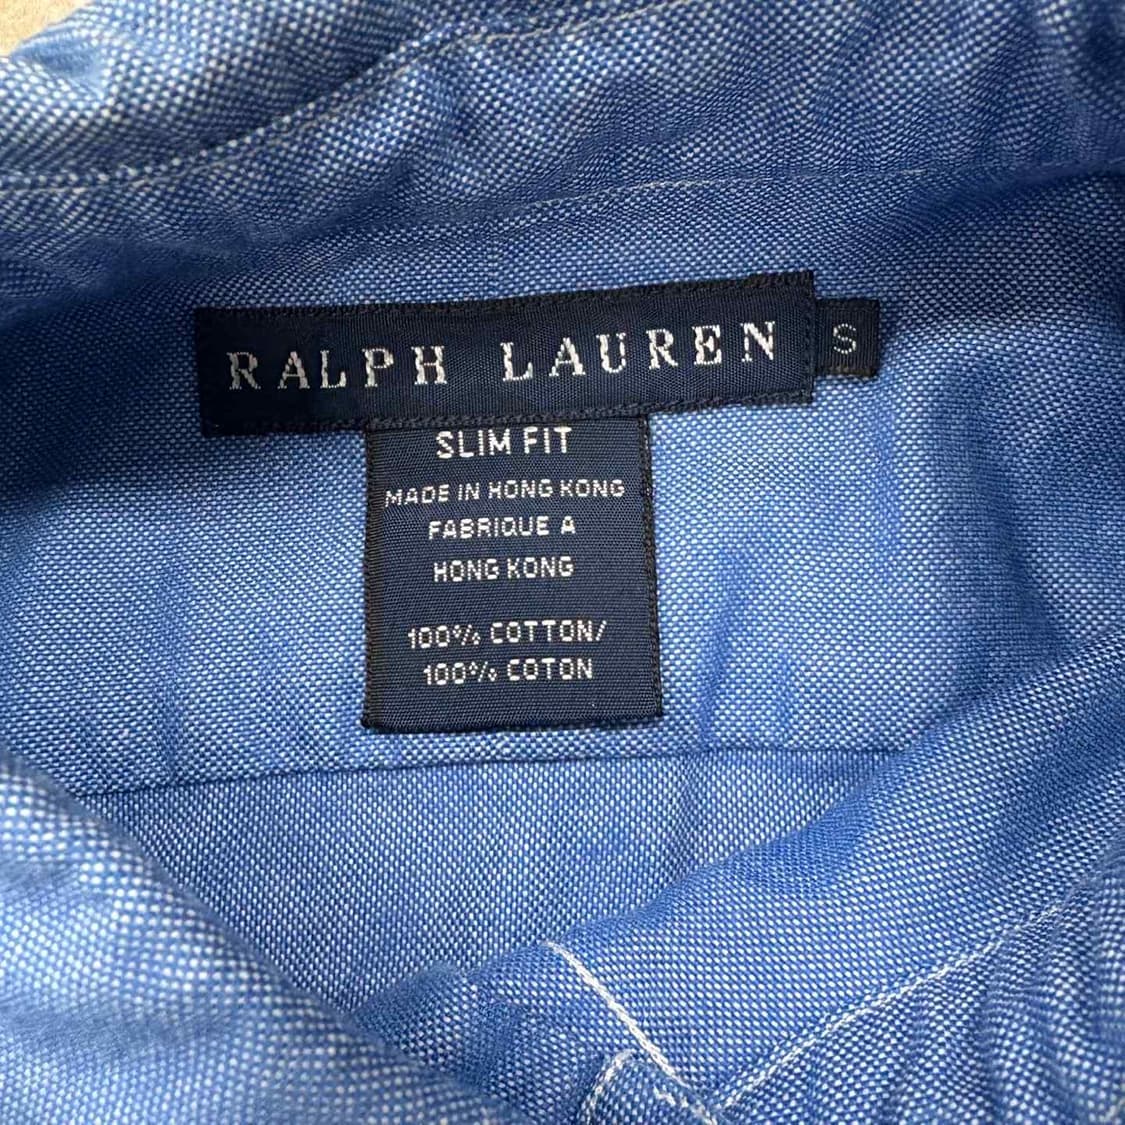 RALPH LAUREN S
SLIM FIT
MADE IN HONG KONG
FABRIQUE A
HONG KONG
100% COTTON/
100% COTON